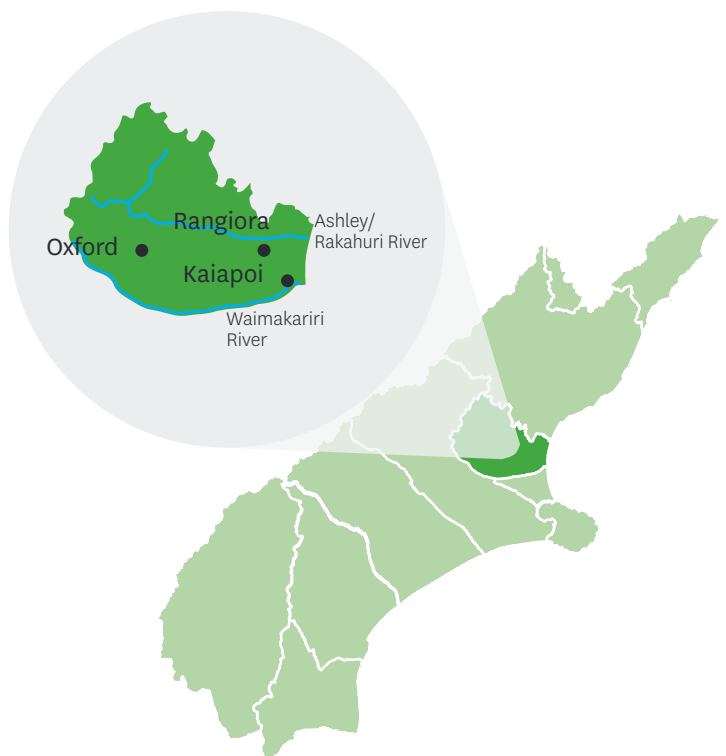 Rangiora
Ashley/
Rakahuri River
Oxford
Kaiapoi
Waimakariri
River